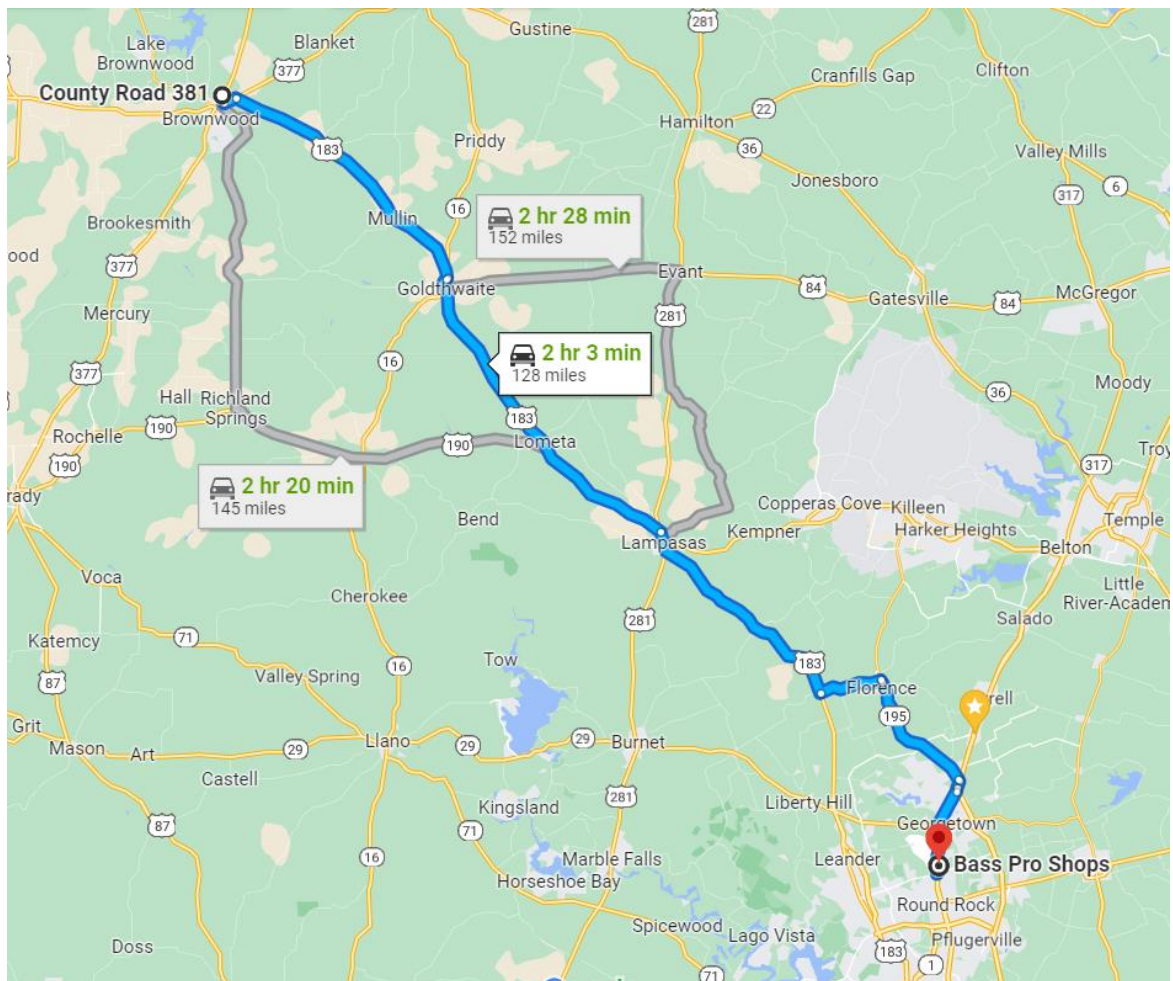 Lake
Brownwood
Blanket
Gustine
281
Cranfills Gap
Clifton
377
County Road 381
Brownwood
22
Hamilton
183
Priddy
36
Valley Mills
6
317
Jonesboro
16
Mullin
Brookesmith
2 hr 28 min
152 miles
ood
377
Evant
Goldthwaite
84
Gatesville
84
McGregor
Mercury
281
2 hr 3 min
128 miles
16
377
Moody
Hall
Richland
Springs
36
183
190
Rochelle
190
Lometa
Troy
190
317
2 hr 20 min
145 miles
rady
Copperas Cove
Killeen
Bend
Kempner
Harker Heights
Temple
Lampasas
Belton
Voca
Little
River-Academ
Cherokee
Salado
281
71
Katemcy
Tow
183
16
Valley Spring
Florence
87
rell
195
Grit
Llano
29
29
Burnet
Mason
Art
29
Castell
Liberty Hill
Kingsland
281
Georgetown
87
71
Marble Falls
Leander
Bass Pro Shops
16
Horseshoe Bay
Round Rock
Spicewood
Lago Vista
Doss
183
Pflugerville
1
71